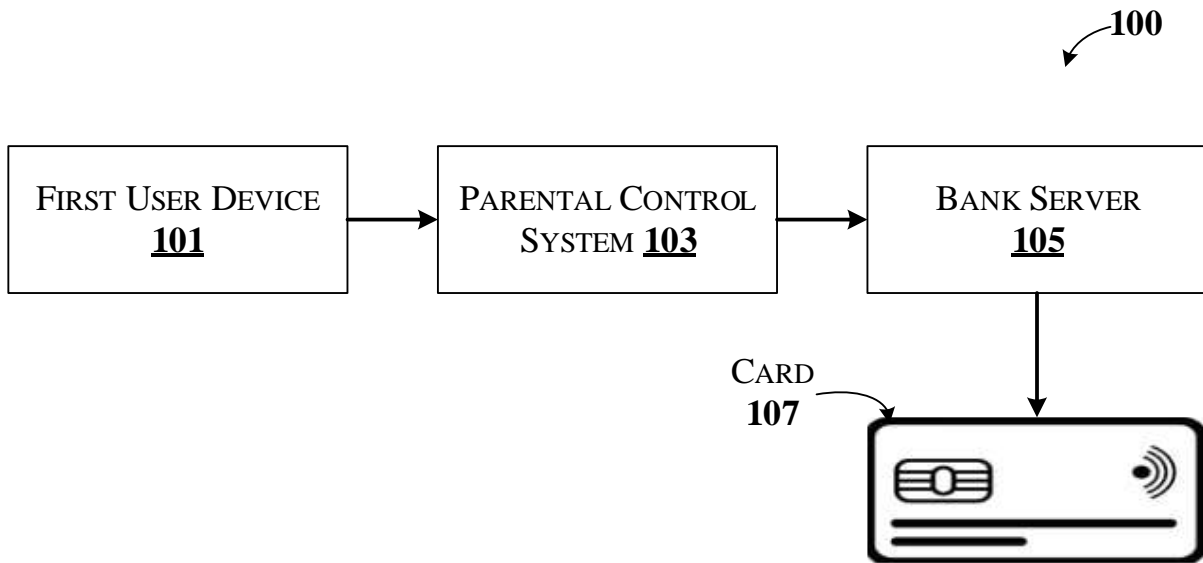 100
FIRST USER DEVICE
101
PARENTAL CONTROL
SYSTEM 103
BANK SERVER
105
CARD
107